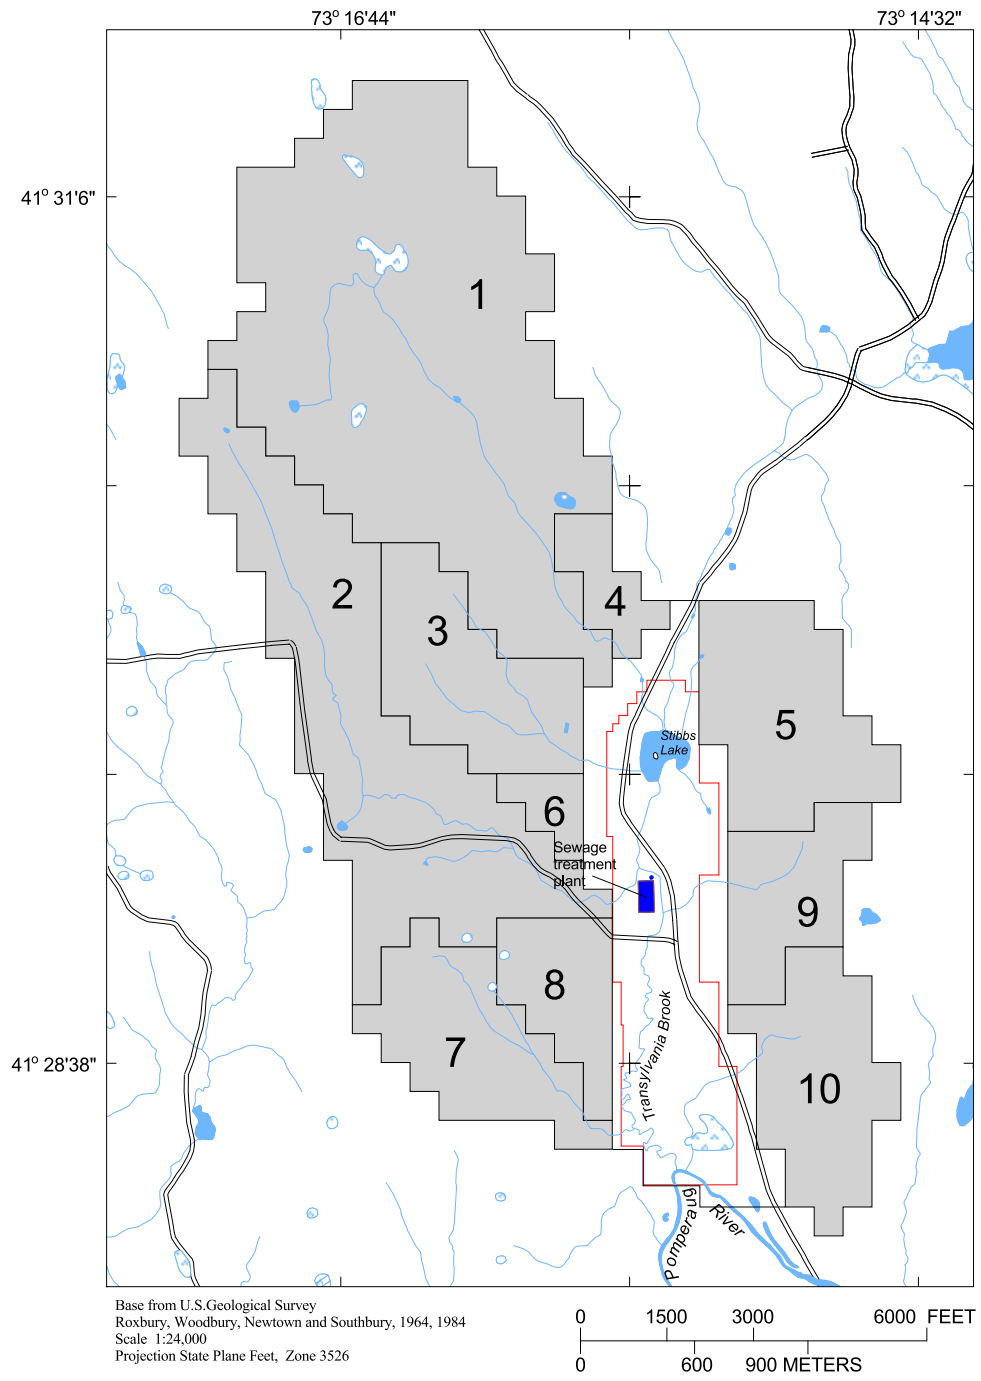 73° 16'44"
73° 14'32"
41° 31'6"
1
2
4
3
5
Stibbs
Lake
6
Sewage
treatment
plant
9
8
7
Transylvania Brook
41° 28'38"
10
Pomperaug
River
Base from U.S.Geological Survey
Roxbury, Woodbury, Newtown and Southbury, 1964, 1984
Scale 1:24,000
Projection State Plane Feet, Zone 3526
0 1500 3000 6000 FEET
0 600 900 METERS